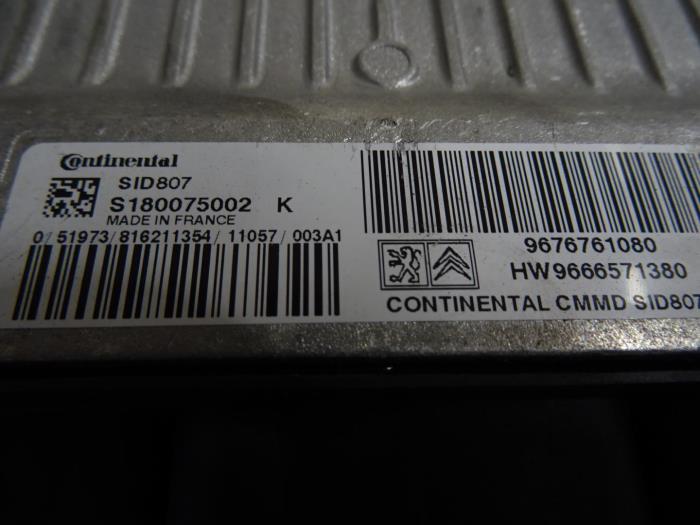 Continental
SID807
S180075002 K
MADE IN FRANCE
0/51973/816211354/11057/003A1
9676761080
HW9666571380
CONTINENTAL CMMD SID807